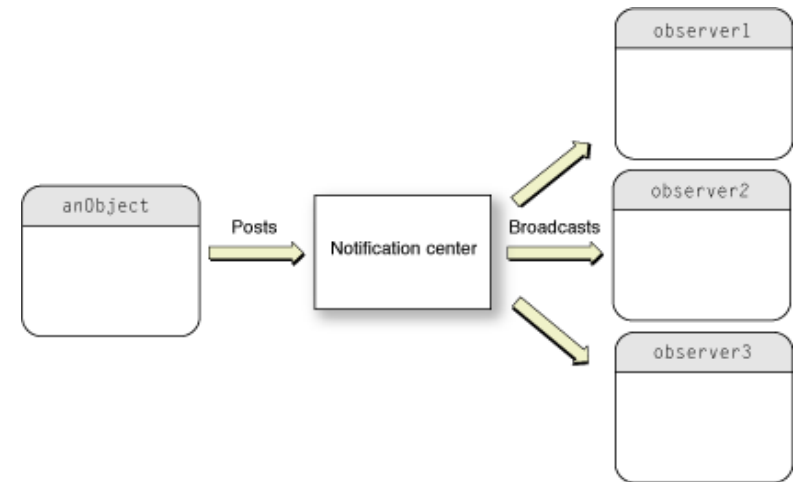 observer1
anObject
Posts
Notification center
Broadcasts
observer2
observer3